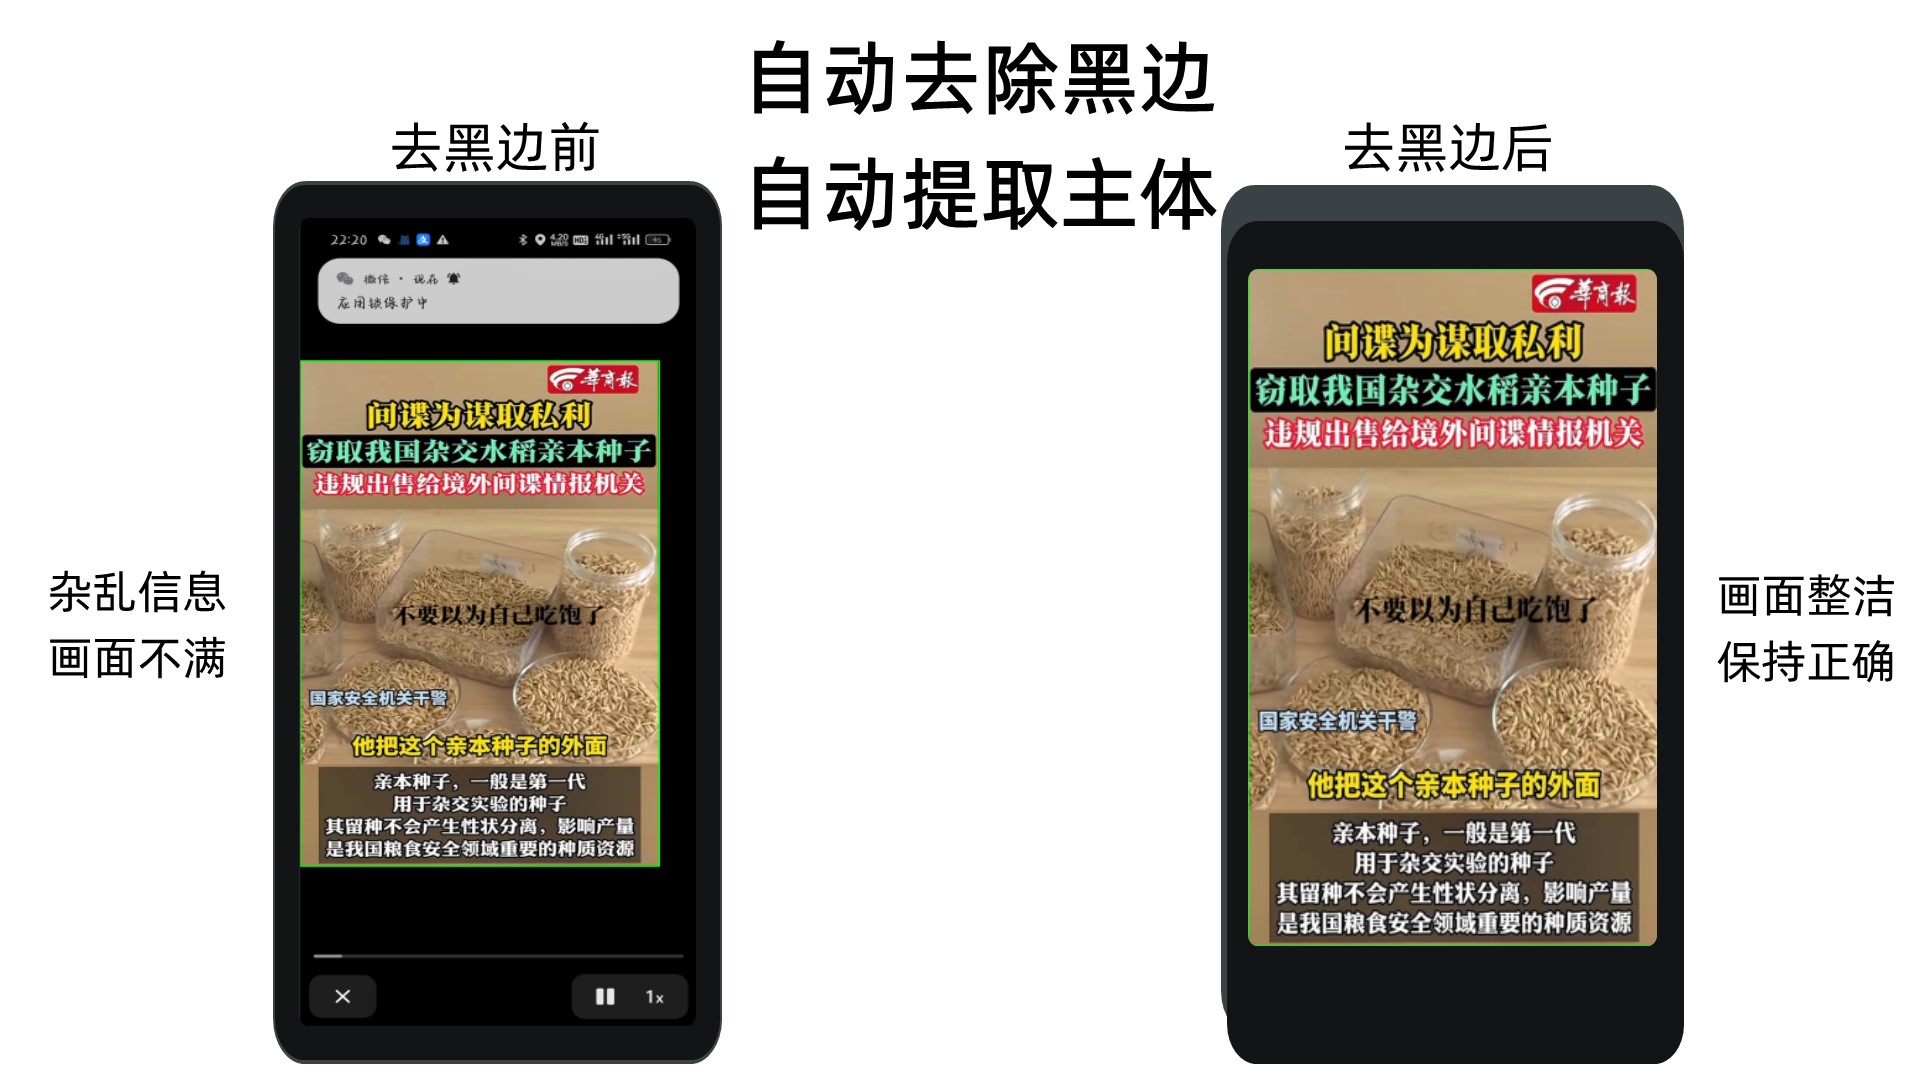 自动去除黑边
自动提取主体
去黑边前
22:20
4.20 MB/S HD 4G 5G
微信 · 现在
应用锁保护中
華商報
间谍为谋取私利
窃取我国杂交水稻亲本种子
违规出售给境外间谍情报机关
不要以为自己吃饱了
国家安全机关干警
他把这个亲本种子的外面
亲本种子，一般是第一代
用于杂交实验的种子
其留种不会产生性状分离，影响产量
是我国粮食安全领域重要的种质资源
1x
杂乱信息
画面不满
去黑边后
華商報
间谍为谋取私利
窃取我国杂交水稻亲本种子
违规出售给境外间谍情报机关
不要以为自己吃饱了
国家安全机关干警
他把这个亲本种子的外面
亲本种子，一般是第一代
用于杂交实验的种子
其留种不会产生性状分离，影响产量
是我国粮食安全领域重要的种质资源
画面整洁
保持正确